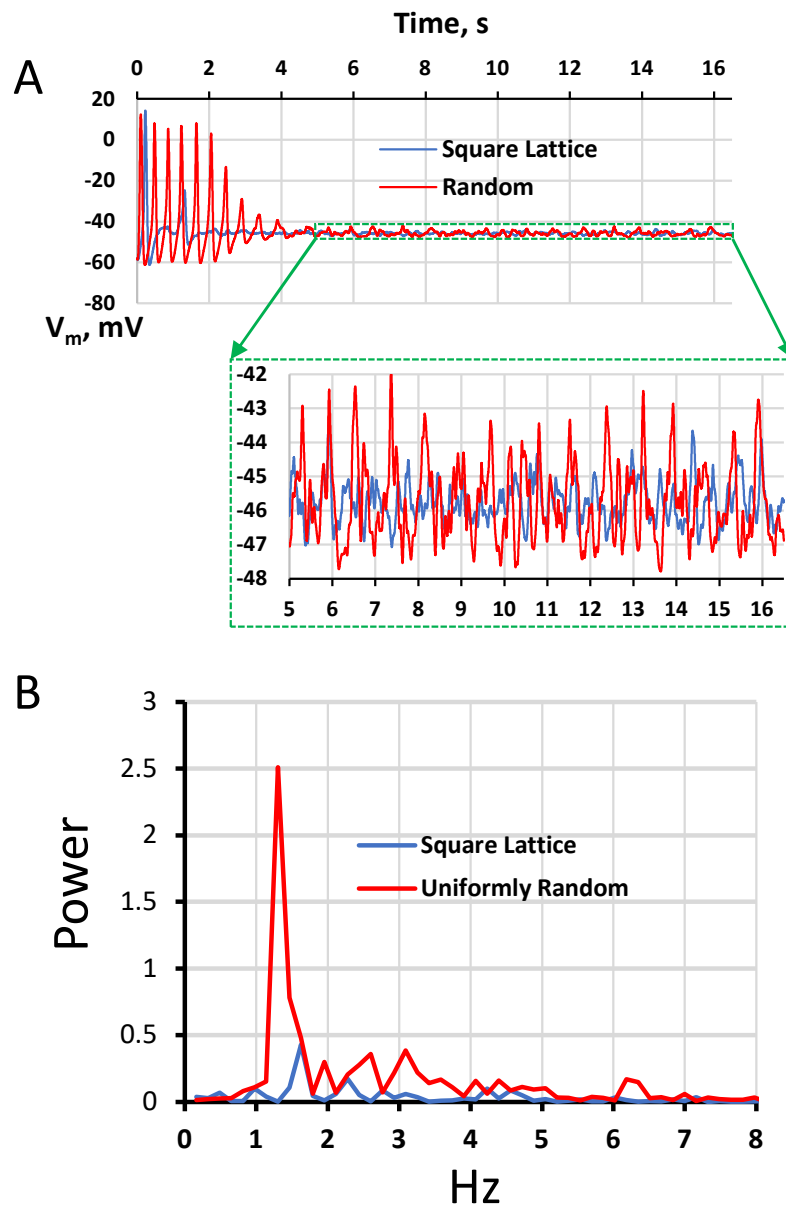 Time, s
A
0 2 4 6 8 10 12 14 16
20
0
-20
-40
-60
-80
Square Lattice
Random
Vm, mV
-42
-43
-44
-45
-46
-47
-48
5 6 7 8 9 10 11 12 13 14 15 16
B
3
2.5
2
1.5
1
0.5
0
Power
Square Lattice
Uniformly Random
0 1 2 3 4 5 6 7 8
Hz